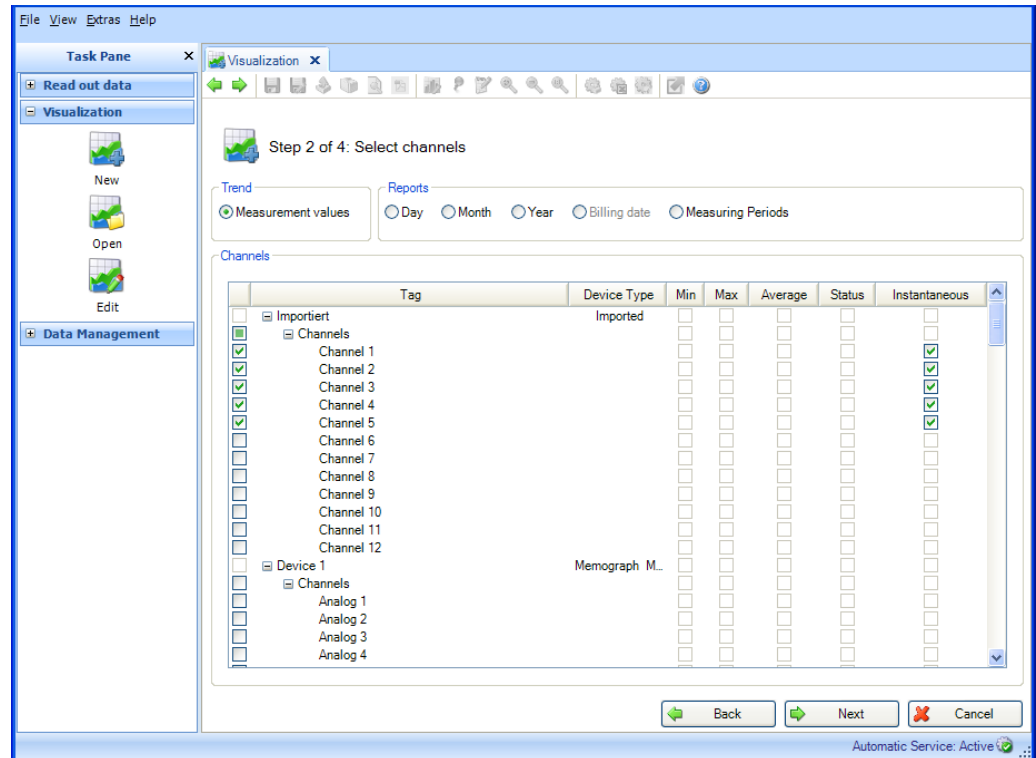 File View Extras Help
Task Pane
Visualization
Read out data
Visualization
New
Open
Edit
Data Management
Step 2 of 4: Select channels
Trend
Measurement values
Reports
Day Month Year Billing date Measuring Periods
Channels
Tag Device Type Min Max Average Status Instantaneous
Importiert Imported
Channels
Channel 1
Channel 2
Channel 3
Channel 4
Channel 5
Channel 6
Channel 7
Channel 8
Channel 9
Channel 10
Channel 11
Channel 12
Device 1 Memograph M...
Channels
Analog 1
Analog 2
Analog 3
Analog 4
Back Next Cancel
Automatic Service: Active